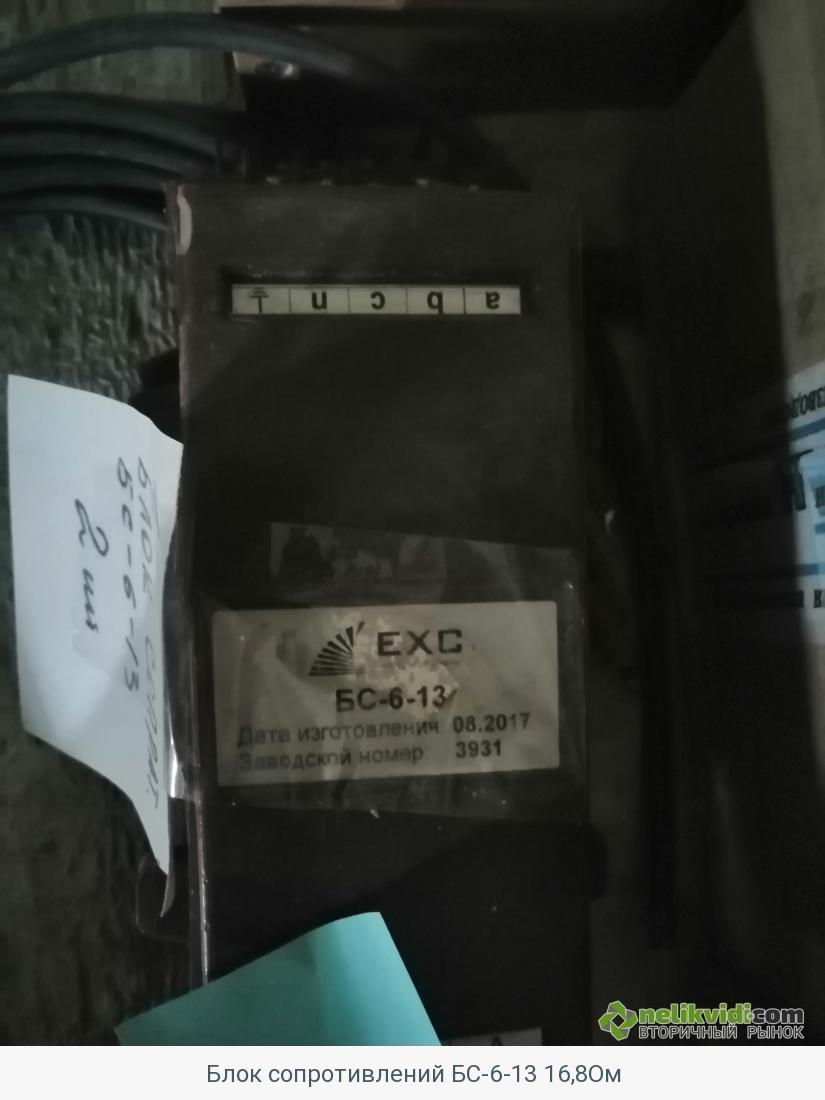 a b c n
БЛОК сопрот.
БС-6-13
2 шт
EXC
БС-6-13
Дата изготовления: 08.2017
Заводской номер 3931
nelikvidi.com
ВТОРИЧНЫЙ РЫНОК
Блок сопротивлений БС-6-13 16,8Ом